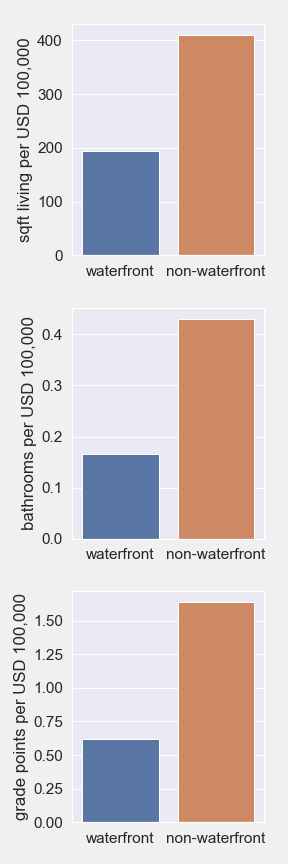 sqft living per USD 100,000
400
300
200
100
0
waterfront non-waterfront
bathrooms per USD 100,000
0.4
0.3
0.2
0.1
0.0
waterfront non-waterfront
grade points per USD 100,000
1.50
1.25
1.00
0.75
0.50
0.25
0.00
waterfront non-waterfront